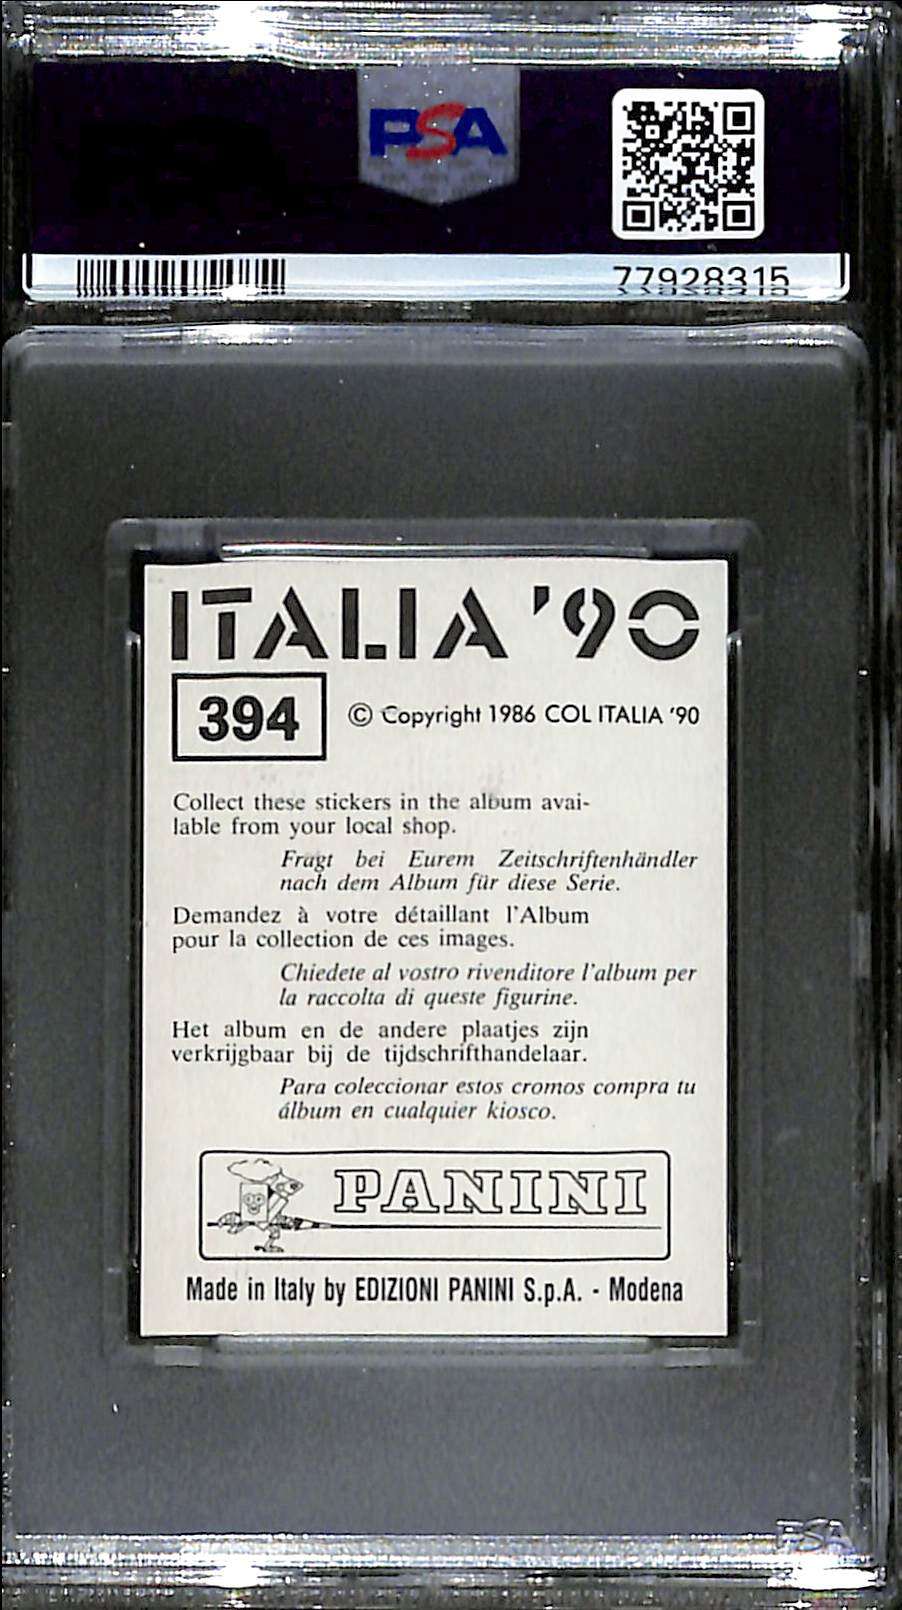 PSA
77928315
ITALIA '90
394
© Copyright 1986 COL ITALIA '90
Collect these stickers in the album avai-
lable from your local shop.
Fragt bei Eurem Zeitschriftenhändler
nach dem Album für diese Serie.
Demandez à votre détaillant l'Album
pour la collection de ces images.
Chiedete al vostro rivenditore l'album per
la raccolta di queste figurine.
Het album en de andere plaatjes zijn
verkrijgbaar bij de tijdschrifthandelaar.
Para coleccionar estos cromos compra tu
álbum en cualquier kiosco.
PANINI
Made in Italy by EDIZIONI PANINI S.p.A. - Modena
PSA